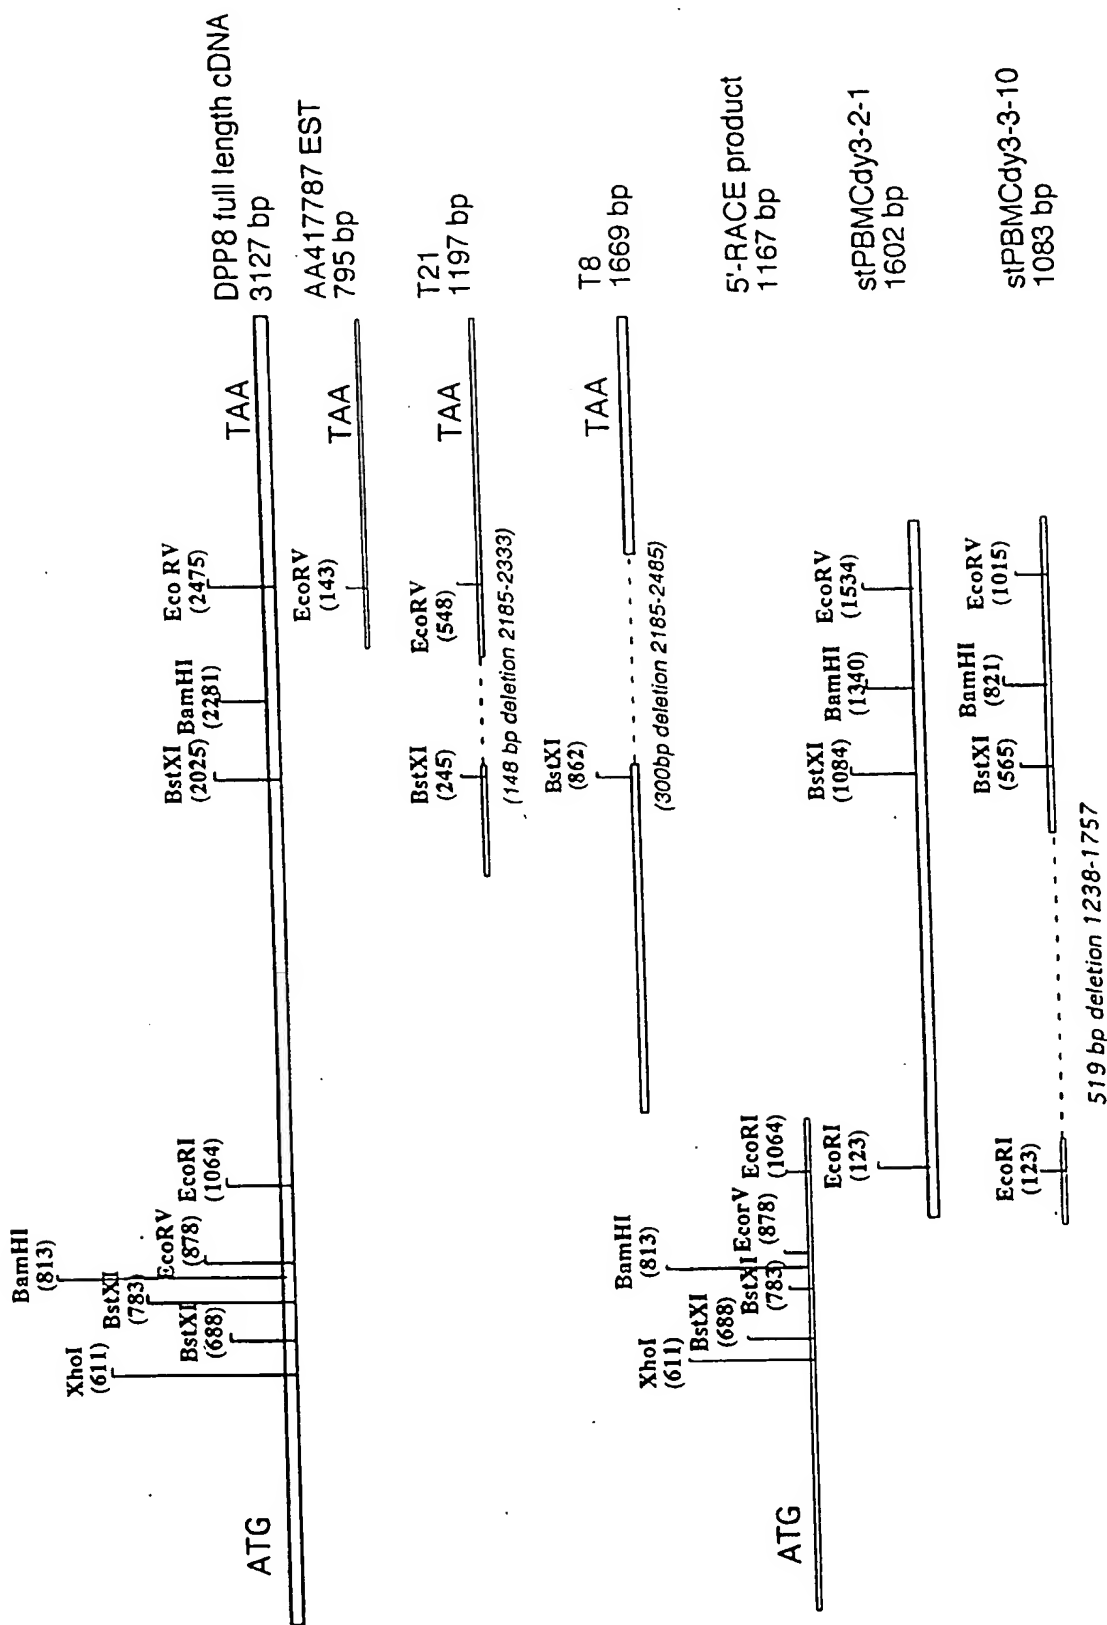 DPP8 full length cDNA
3127 bp
ATG
XhoI
(611)
BstXI
(688)
BstXI
(783)
BamHI
(813)
EcoRV
(878)
EcoRI
(1064)
BstXI
(2025)
BamHI
(2281)
Eco RV
(2475)
TAA
AA417787 EST
795 bp
EcoRV
(143)
TAA
T21
1197 bp
BstXI
(245)
EcoRV
(548)
TAA
(148 bp deletion 2185-2333)
T8
1669 bp
BstXI
(862)
TAA
(300bp deletion 2185-2485)
5'-RACE product
1167 bp
ATG
XhoI
(611)
BstXI
(688)
BamHI
(813)
BstXI
(783)
EcorV
(878)
EcoRI
(1064)
stPBMCdy3-2-1
1602 bp
EcoRI
(123)
BstXI
(1084)
BamHI
(1340)
EcoRV
(1534)
stPBMCdy3-3-10
1083 bp
EcoRI
(123)
BstXI
(565)
BamHI
(821)
EcoRV
(1015)
519 bp deletion 1238-1757